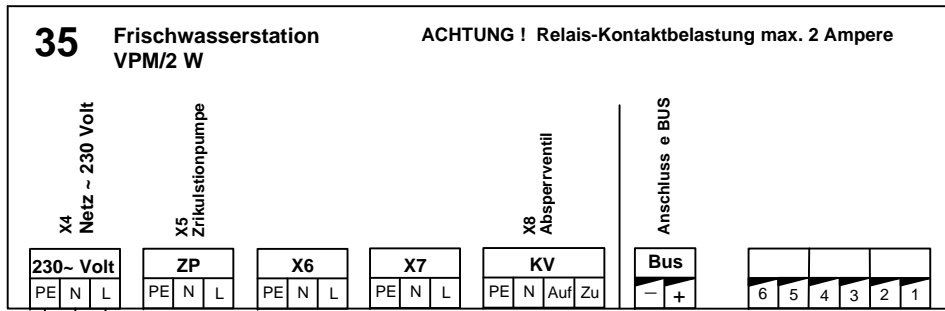 35 Frischwasserstation ACHTUNG ! Relais-Kontaktbelastung max. 2 Ampere
VPM/2 W
X4
Netz ~ 230 Volt
X5
Zrikulstionpumpe
X8
Absperrventil
Anschluss e BUS
230~ Volt ZP X6 X7 KV Bus
PE N L PE N L PE N L PE N L PE N Auf Zu − + 6 5 4 3 2 1